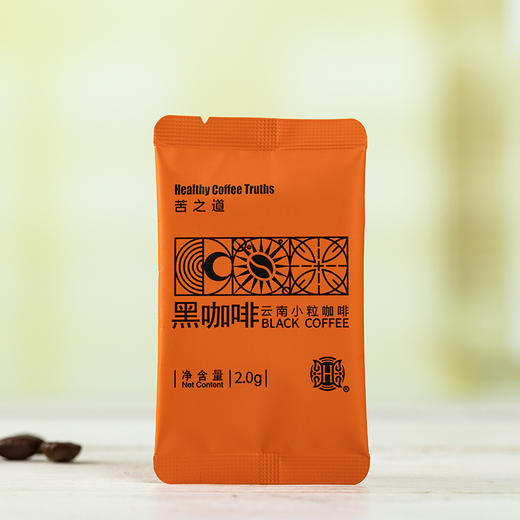 Healthy Coffee Truths
苦之道
黑咖啡 云南小粒咖啡
BLACK COFFEE
净含量 2.0g
Net Content
H ®